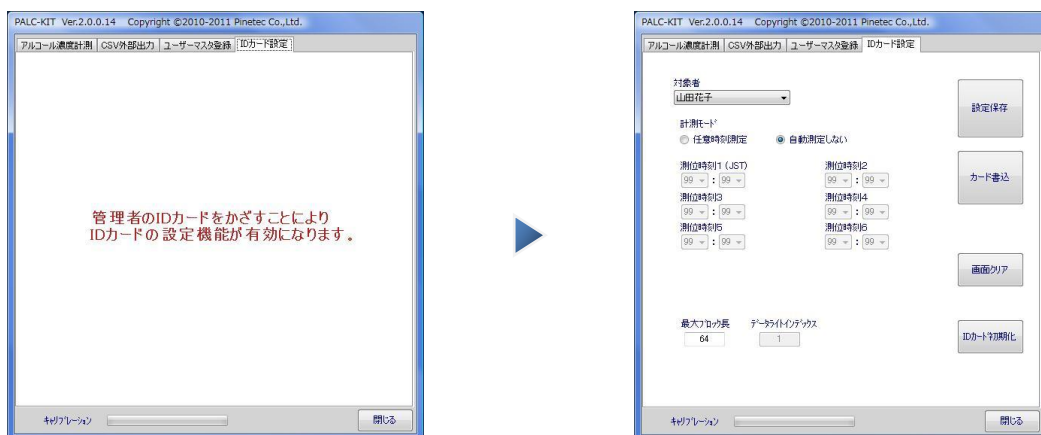 PALC-KIT Ver.2.0.0.14 Copyright ©2010-2011 Pinetec Co.,Ltd.
アルコール濃度計測 CSV外部出力 ユーザーマスタ登録 IDカード設定
管理者のIDカードをかざすことにより
IDカードの設定機能が有効になります。
キャリブレーション 閉じる
PALC-KIT Ver.2.0.0.14 Copyright ©2010-2011 Pinetec Co.,Ltd.
アルコール濃度計測 CSV外部出力 ユーザーマスタ登録 IDカード設定
対象者
山田花子
設定保存
計測モード
任意時刻測定 自動測定しない
測位時刻1 (JST) 測位時刻2
99 : 99 99 : 99
カード書込
測位時刻3 測位時刻4
99 : 99 99 : 99
測位時刻5 測位時刻6
99 : 99 99 : 99
画面クリア
最大ブロック長 データライトインデックス
64 1
IDカード初期化
キャリブレーション 閉じる